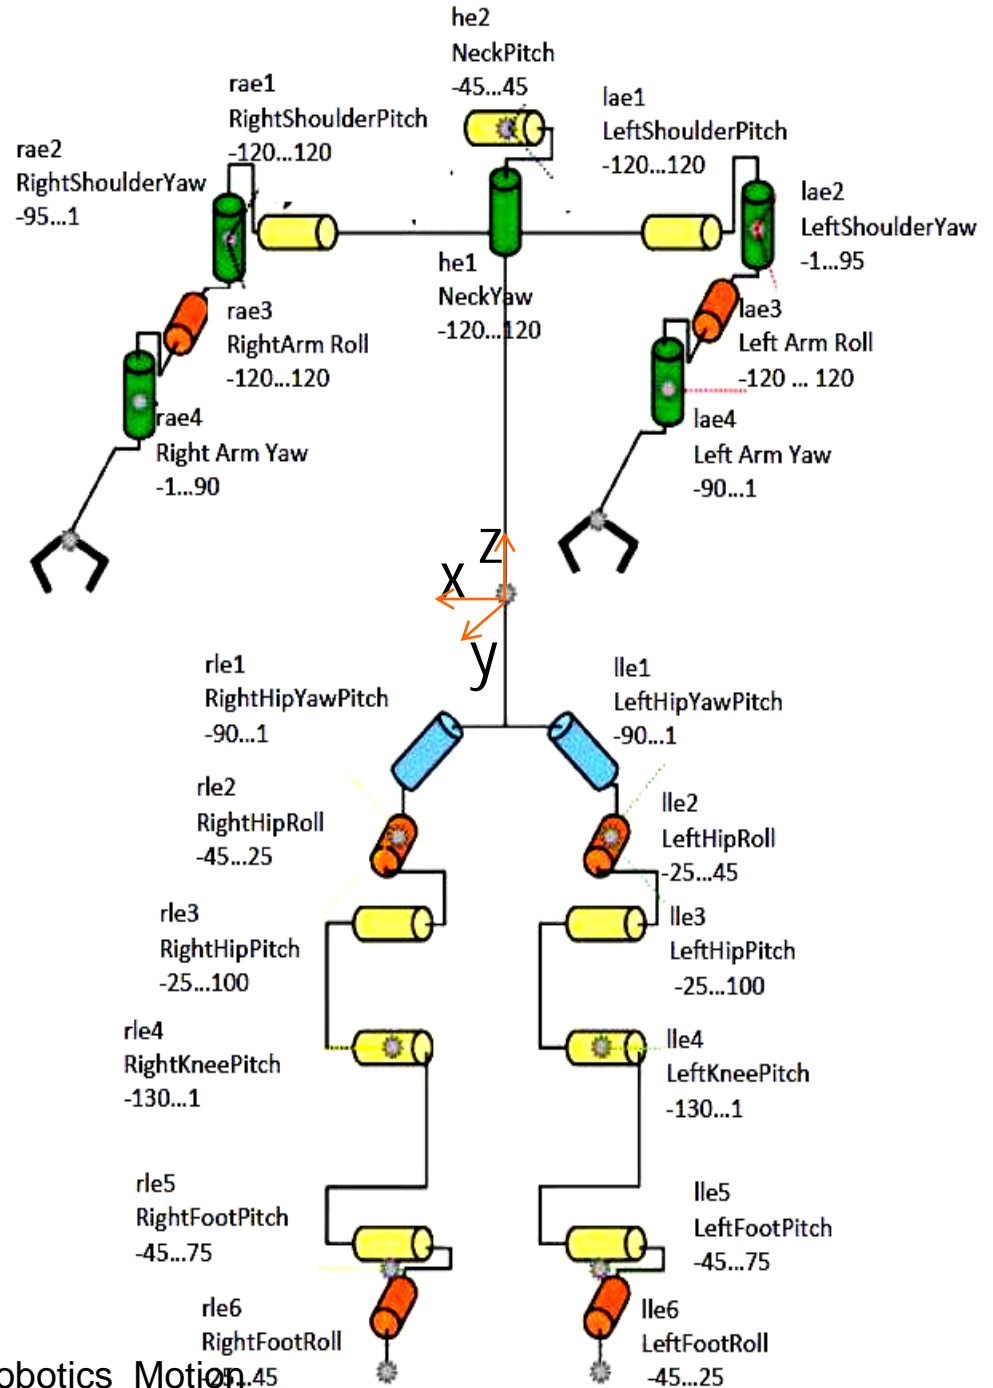 he2
NeckPitch
-45...45
rae1
RightShoulderPitch
-120...120
lae1
LeftShoulderPitch
-120...120
rae2
RightShoulderYaw
-95...1
lae2
LeftShoulderYaw
-1...95
he1
NeckYaw
-120...120
rae3
RightArm Roll
-120...120
lae3
Left Arm Roll
-120 ... 120
rae4
Right Arm Yaw
-1...90
lae4
Left Arm Yaw
-90...1
z
x
y
rle1
RightHipYawPitch
-90...1
lle1
LeftHipYawPitch
-90...1
rle2
RightHipRoll
-45...25
lle2
LeftHipRoll
-25...45
rle3
RightHipPitch
-25...100
lle3
LeftHipPitch
-25...100
rle4
RightKneePitch
-130...1
lle4
LeftKneePitch
-130...1
rle5
RightFootPitch
-45...75
lle5
LeftFootPitch
-45...75
rle6
RightFootRoll
-25...45
lle6
LeftFootRoll
-45...25
obotics Motion